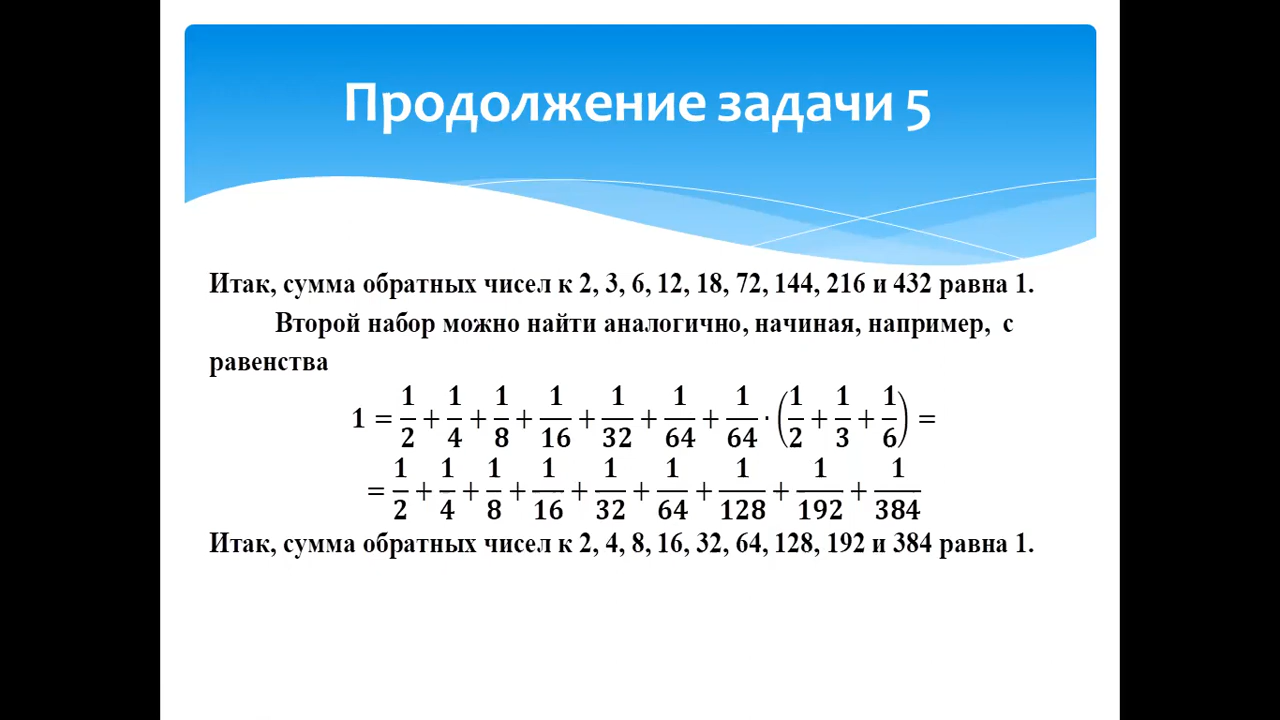 Продолжение задачи 5
Итак, сумма обратных чисел к 2, 3, 6, 12, 18, 72, 144, 216 и 432 равна 1.
Второй набор можно найти аналогично, начиная, например, с
равенства
1 = 1/2 + 1/4 + 1/8 + 1/16 + 1/32 + 1/64 + 1/64 · (1/2 + 1/3 + 1/6) =
= 1/2 + 1/4 + 1/8 + 1/16 + 1/32 + 1/64 + 1/128 + 1/192 + 1/384
Итак, сумма обратных чисел к 2, 4, 8, 16, 32, 64, 128, 192 и 384 равна 1.